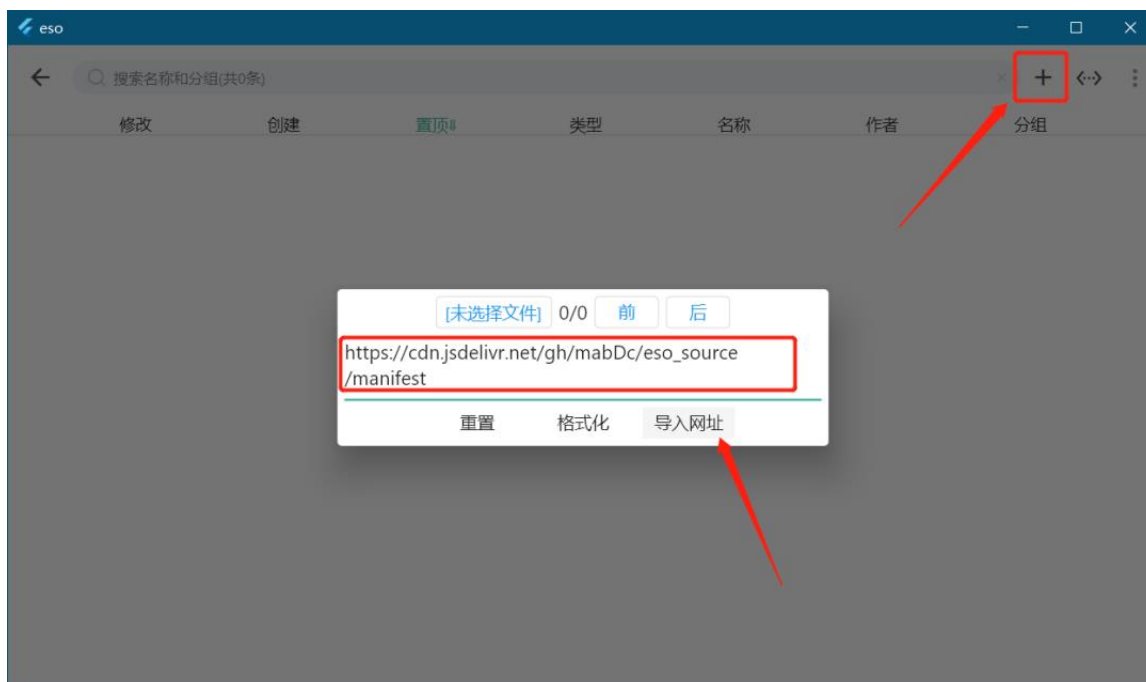 eso
搜索名称和分组(共0条)
修改 创建 置顶⇓ 类型 名称 作者 分组
[未选择文件] 0/0 前 后
https://cdn.jsdelivr.net/gh/mabDc/eso_source
/manifest
重置 格式化 导入网址